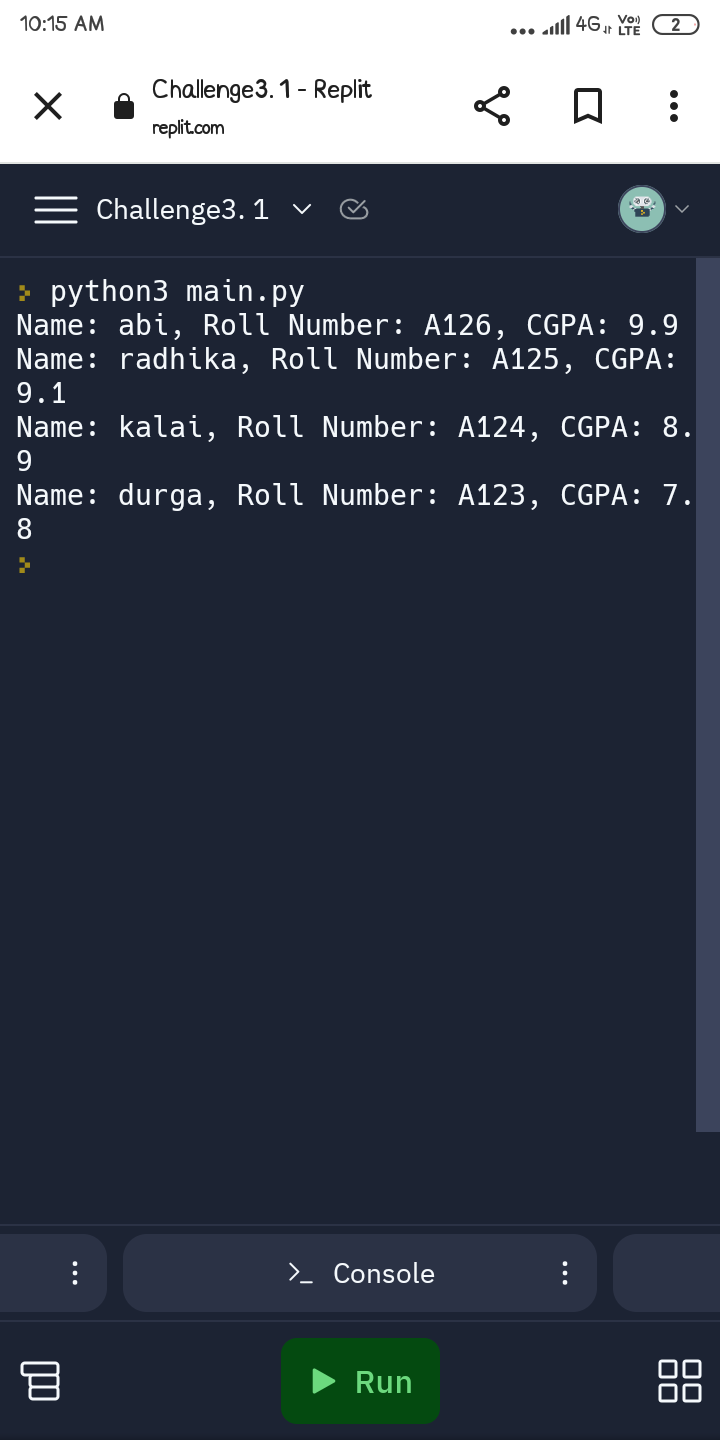 10:15 AM
4G
Vo)) LTE
2
Challenge3. 1 - Replit
replit.com
Challenge3. 1
python3 main.py
Name: abi, Roll Number: A126, CGPA: 9.9
Name: radhika, Roll Number: A125, CGPA:
9.1
Name: kalai, Roll Number: A124, CGPA: 8.
9
Name: durga, Roll Number: A123, CGPA: 7.
8
Console
Run